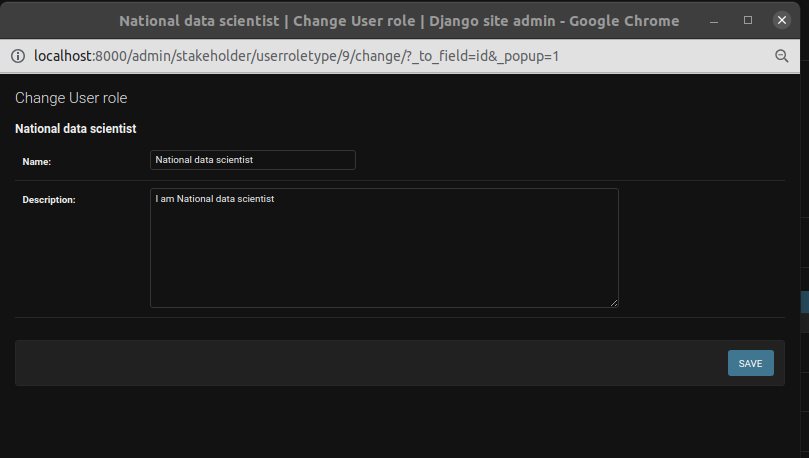 National data scientist | Change User role | Django site admin - Google Chrome
localhost:8000/admin/stakeholder/userroletype/9/change/?_to_field=id&_popup=1
Change User role
National data scientist
Name: National data scientist
Description: I am National data scientist
SAVE